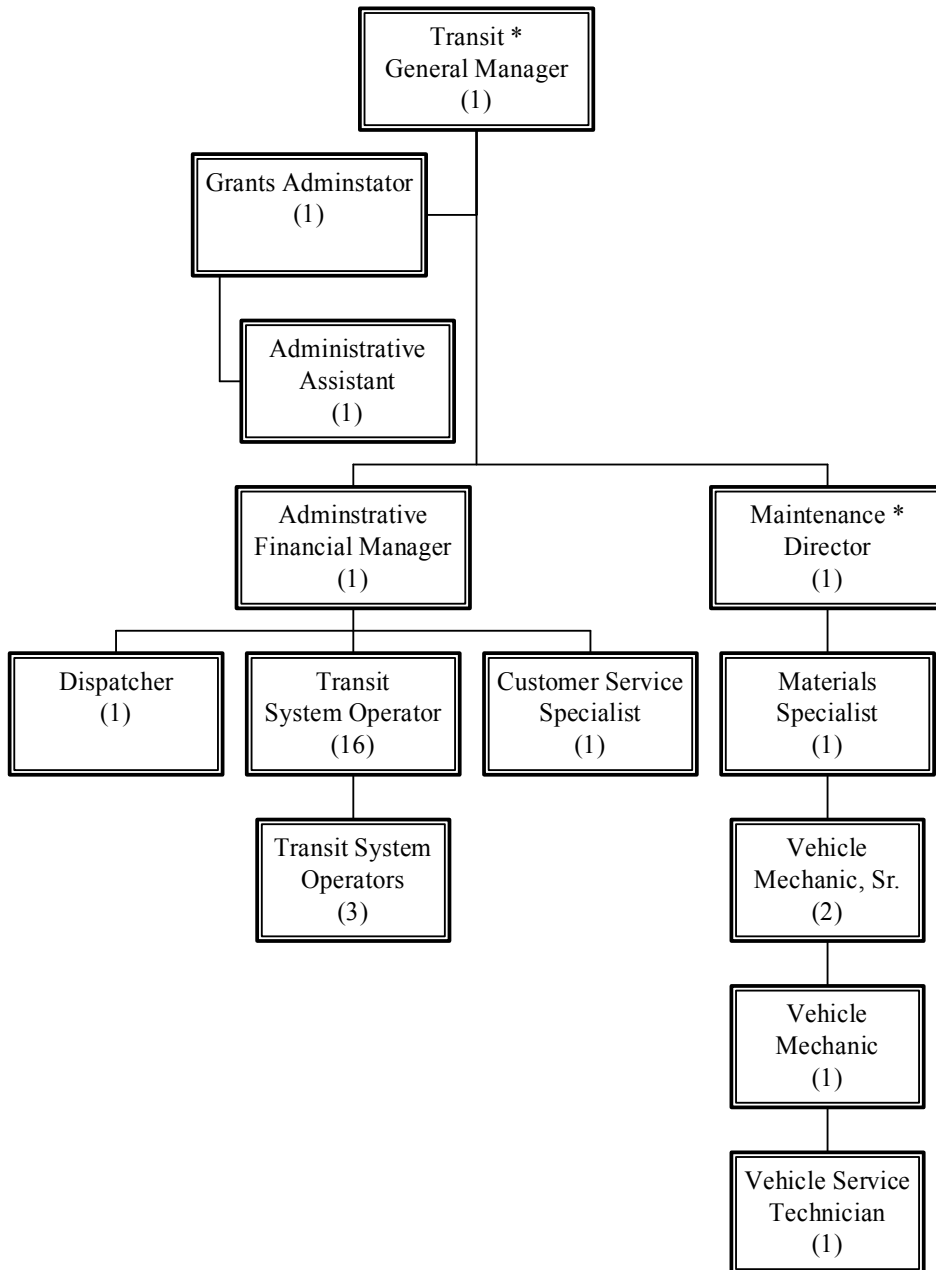 Transit *
General Manager
(1)
Grants Adminstator
(1)
Administrative
Assistant
(1)
Adminstrative
Financial Manager
(1)
Maintenance *
Director
(1)
Dispatcher
(1)
Transit
System Operator
(16)
Customer Service
Specialist
(1)
Materials
Specialist
(1)
Transit System
Operators
(3)
Vehicle
Mechanic, Sr.
(2)
Vehicle
Mechanic
(1)
Vehicle Service
Technician
(1)